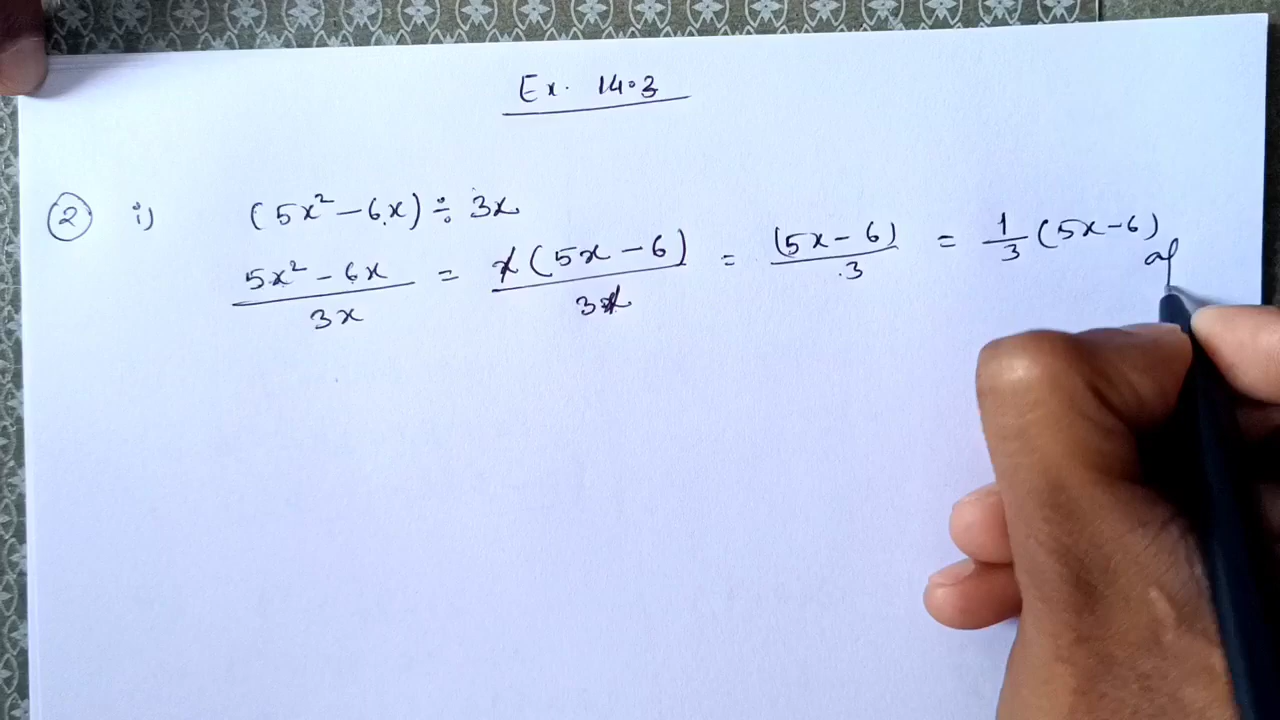 Ex. 14.3
② i) (5x² - 6x) ÷ 3x
5x² - 6x / 3x = x(5x - 6) / 3x = (5x - 6) / 3 = 1/3 (5x - 6)